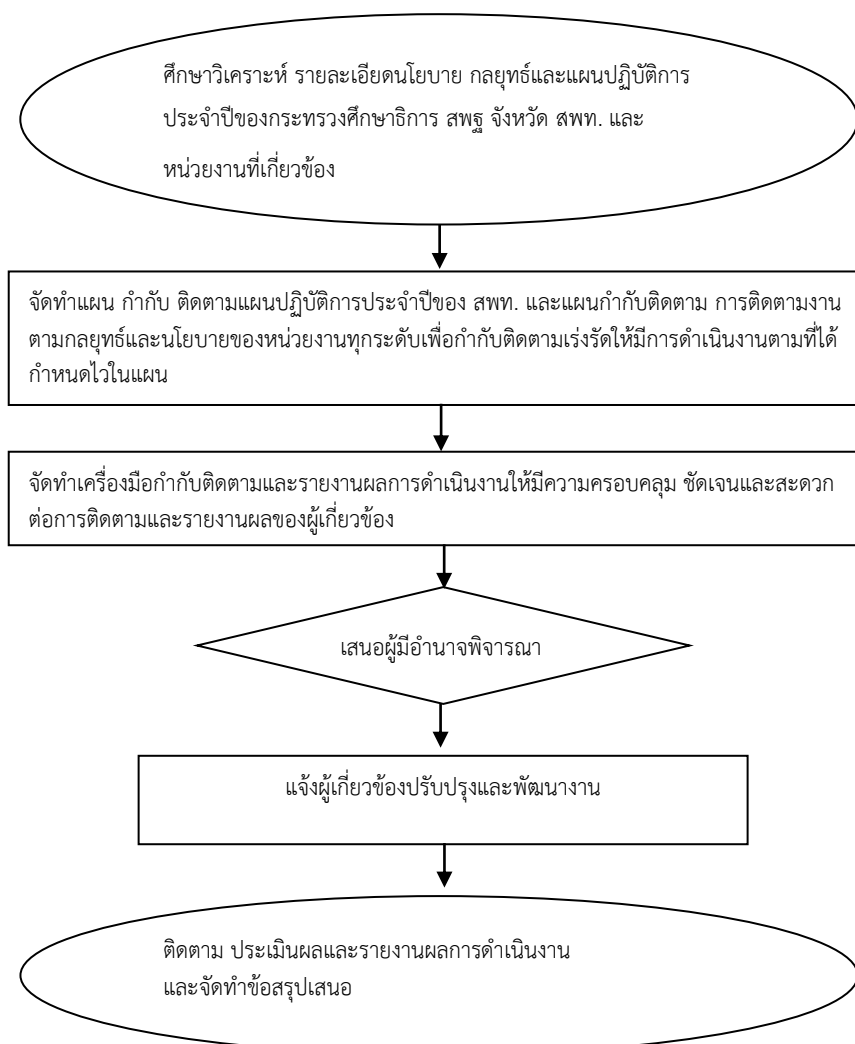 ศึกษาวิเคราะห์ รายละเอียดนโยบาย กลยุทธ์และแผนปฏิบัติการ
ประจำปีของกระทรวงศึกษาธิการ สพฐ จังหวัด สพท. และ
หน่วยงานที่เกี่ยวข้อง
จัดทำแผน กำกับ ติดตามแผนปฏิบัติการประจำปีของ สพท. และแผนกำกับติดตาม การติดตามงาน
ตามกลยุทธ์และนโยบายของหน่วยงานทุกระดับเพื่อกำกับติดตามเร่งรัดให้มีการดำเนินงานตามที่ได้
กำหนดไวในแผน
จัดทำเครื่องมือกำกับติดตามและรายงานผลการดำเนินงานให้มีความครอบคลุม ชัดเจนและสะดวก
ต่อการติดตามและรายงานผลของผู้เกี่ยวข้อง
เสนอผู้มีอำนาจพิจารณา
แจ้งผู้เกี่ยวข้องปรับปรุงและพัฒนางาน
ติดตาม ประเมินผลและรายงานผลการดำเนินงาน
และจัดทำข้อสรุปเสนอ